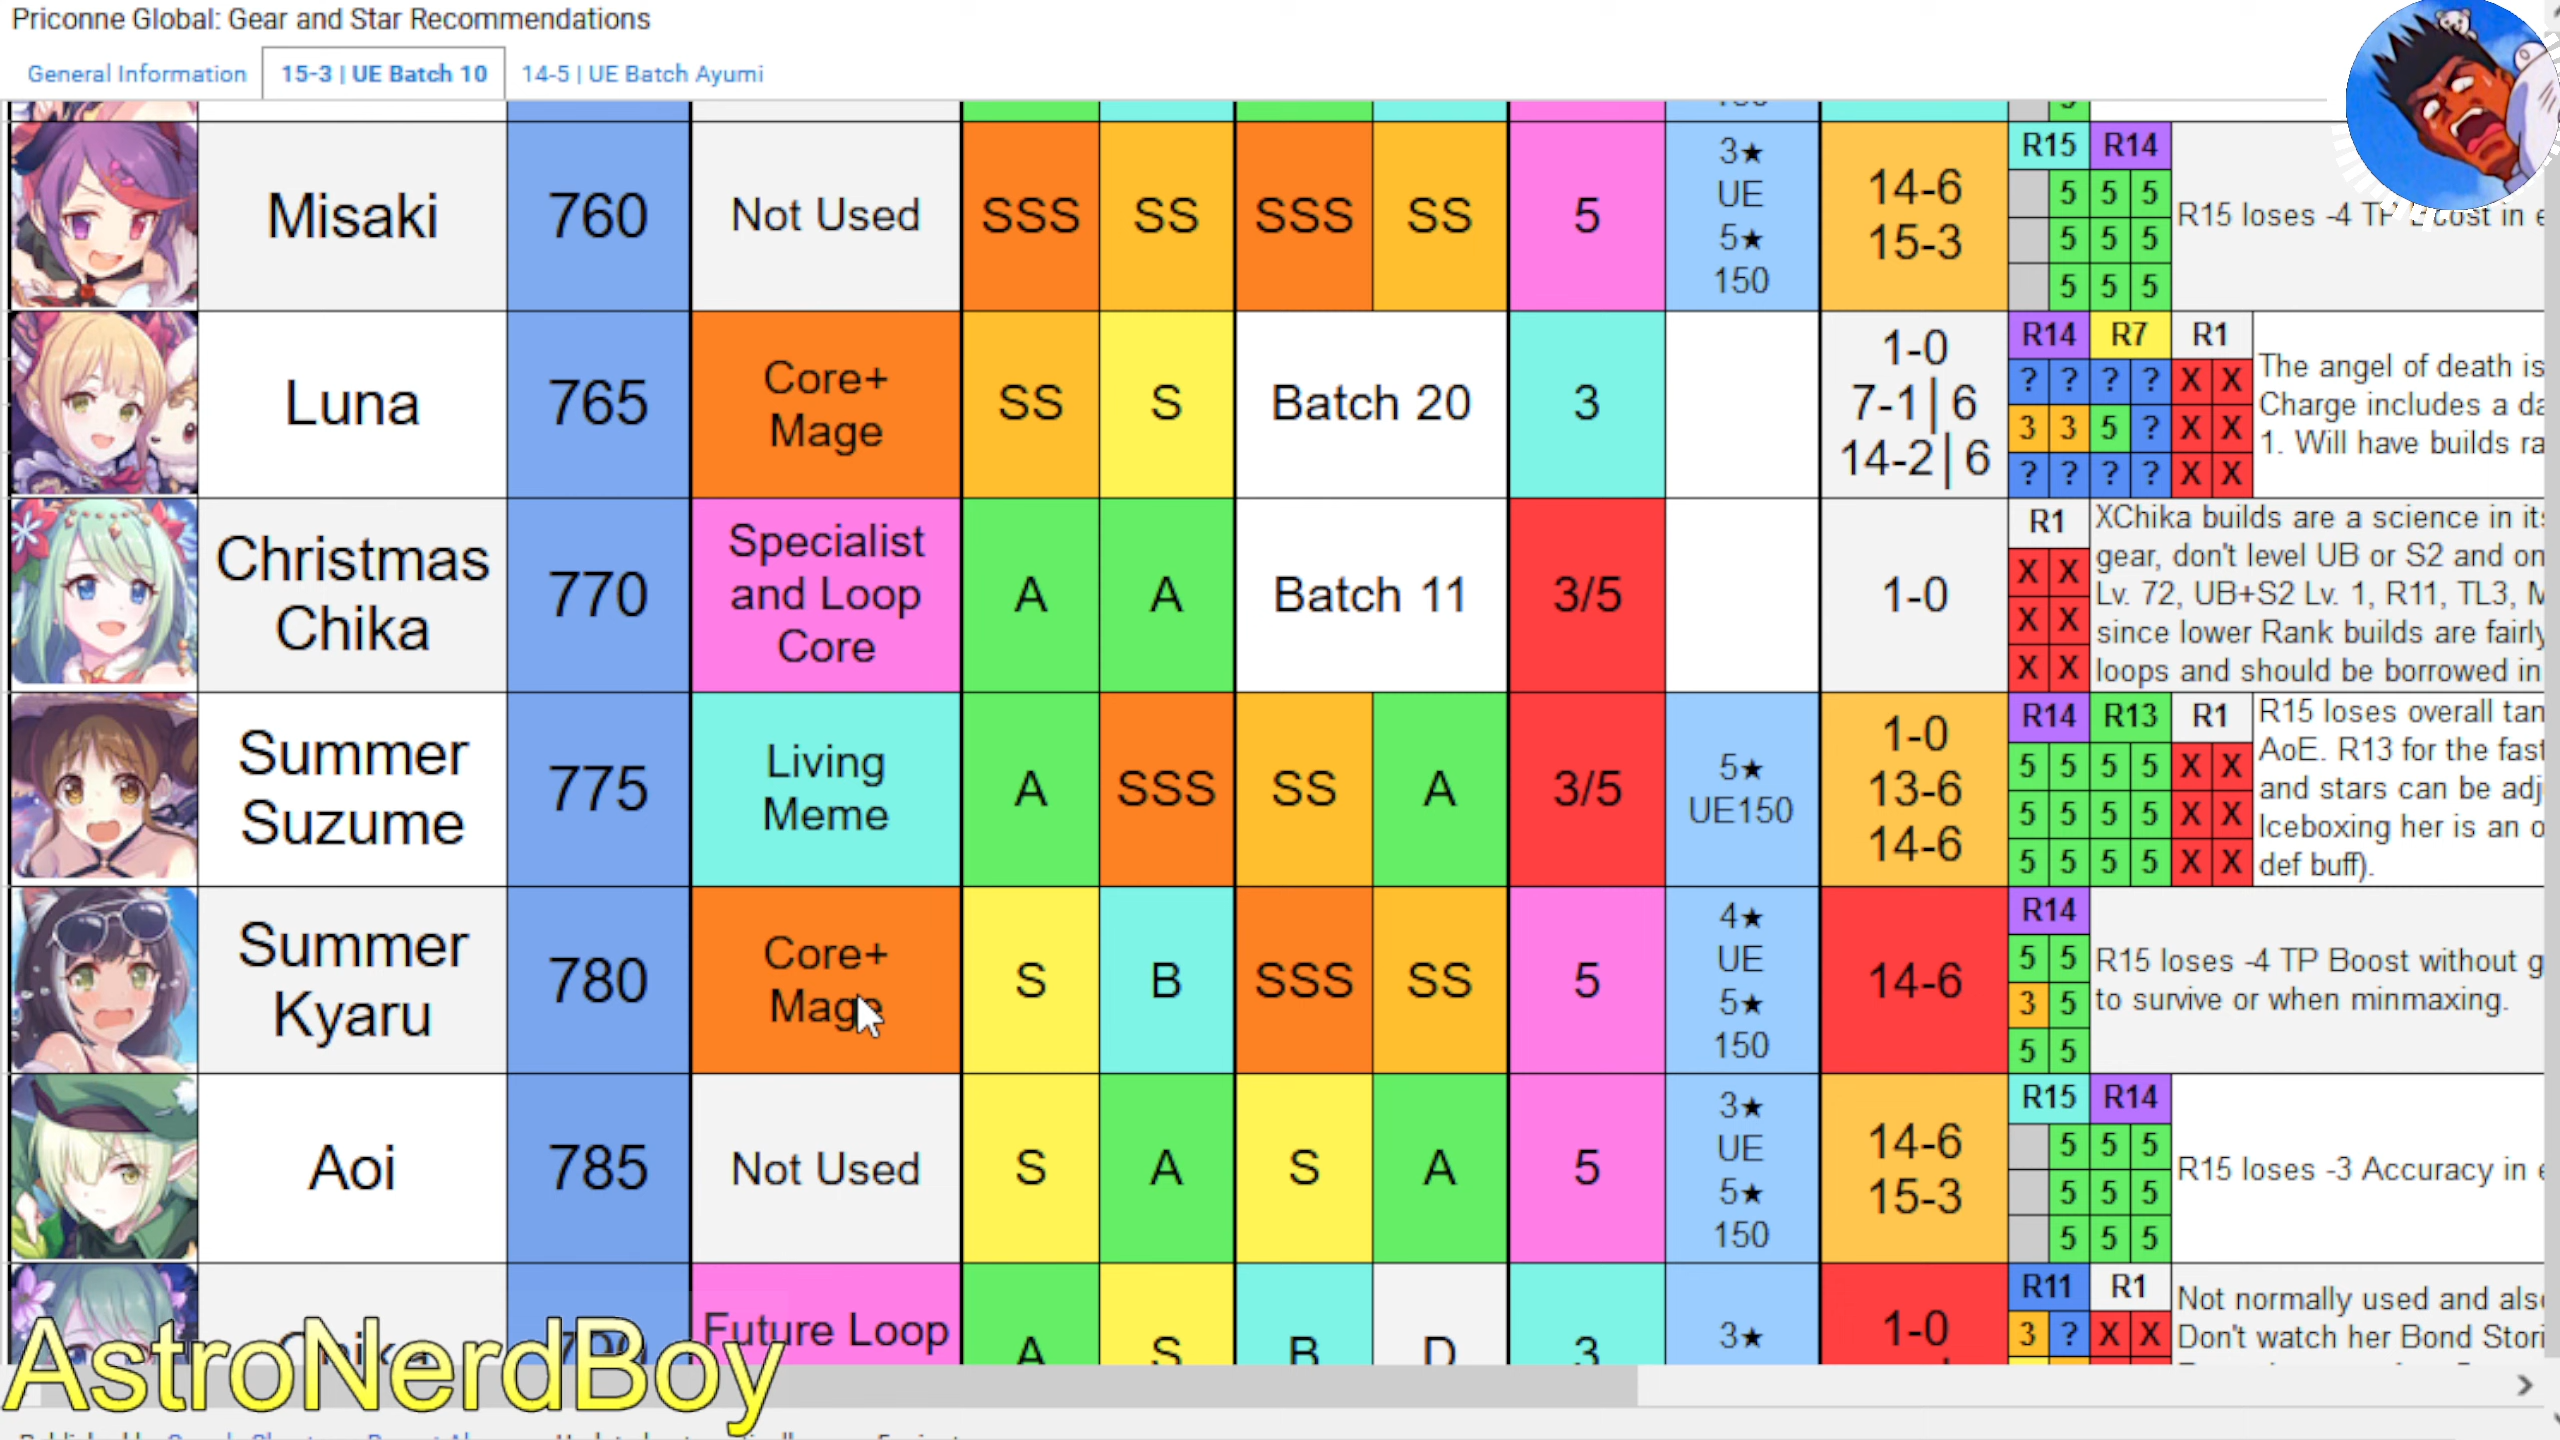 Priconne Global: Gear and Star Recommendations
General Information
15-3 | UE Batch 10
14-5 | UE Batch Ayumi
Misaki
760
Not Used
SSS
SS
SSS
SS
5
3★
UE
5★
150
14-6
15-3
R15 R14
5 5 5
5 5 5
5 5 5
R15 loses -4 TP Boost in
Luna
765
Core+
Mage
SS
S
Batch 20
3
1-0
7-1| 6
14-2| 6
R14 R7 R1
? ? ? ? X X
3 3 5 ? X X
? ? ? ? X X
The angel of death is
Charge includes a
1. Will have builds
Christmas
Chika
770
Specialist
and Loop
Core
A
A
Batch 11
3/5
1-0
R1
X X
X X
X X
XChika builds are a science in
gear, don't level UB or S2 and
Lv. 72, UB+S2 Lv. 1, R11, TL3,
since lower Rank builds are fairly
loops and should be borrowed in
Summer
Suzume
775
Living
Meme
A
SSS
SS
A
3/5
5★
UE150
1-0
13-6
14-6
R14 R13 R1
5 5 5 5 X X
5 5 5 5 X X
5 5 5 5 X X
R15 loses overall
AoE. R13 for the
and stars can be
Iceboxing her is an
def buff).
Summer
Kyaru
780
Core+
Mage
S
B
SSS
SS
5
4★
UE
5★
150
14-6
R14
5 5
3 5
5 5
R15 loses -4 TP Boost without
to survive or when minmaxing.
Aoi
785
Not Used
S
A
S
A
5
3★
UE
5★
150
14-6
15-3
R15 R14
5 5 5
5 5 5
5 5 5
R15 loses -3 Accuracy in
Chika
790
Future Loop
A
S
B
D
3
3★
1-0
R11 R1
3 ? X X
Not normally used and
Don't watch her Bond
AstroNerdBoy